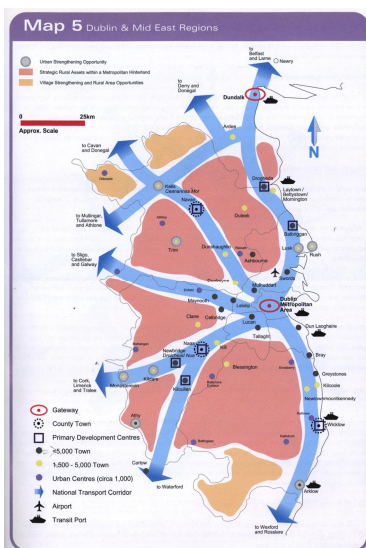 Map 5 Dublin & Mid East Regions
Urban Strengthening Opportunity
Strategic Rural Assets within a Metropolitan Hinterland
Village Strengthening and Rural Area Opportunities
0 25km
Approx. Scale
to
Belfast
and Larne
Newry
Dundalk
to
Derry and
Donegal
N
Ardee
to Cavan
and Donegal
Kells
Ceanannas Mor
Drogheda
Laytown /
Bettystown/
Mornington
Navan
to Mullingar,
Tullamore
and Athlone
Duleek
Balbriggan
Trim
Dunshaughlin
Ashbourne
Lusk
Rush
to Sligo,
Castlebar
and Galway
Swords
Mulhuddart
Maynooth
Leixlip
Dublin
Metropolitan
Area
Celbridge
Lucan
Clane
Tallaght
Dun Laoghaire
Naas
Newbridge
Droichead Nua
Kill
Bray
Blessington
Greystones
to Cork,
Limerick
and Tralee
Monasterevin
Kildare
Kilcullen
Kilcoole
Newtownmountkennedy
Athy
Wicklow
Carlow
to Waterford
Arklow
to Wexford
and Rosslare
Gateway
County Town
Primary Development Centres
<5,000 Town
1,500 - 5,000 Town
Urban Centres (circa 1,000)
National Transport Corridor
Airport
Transit Port